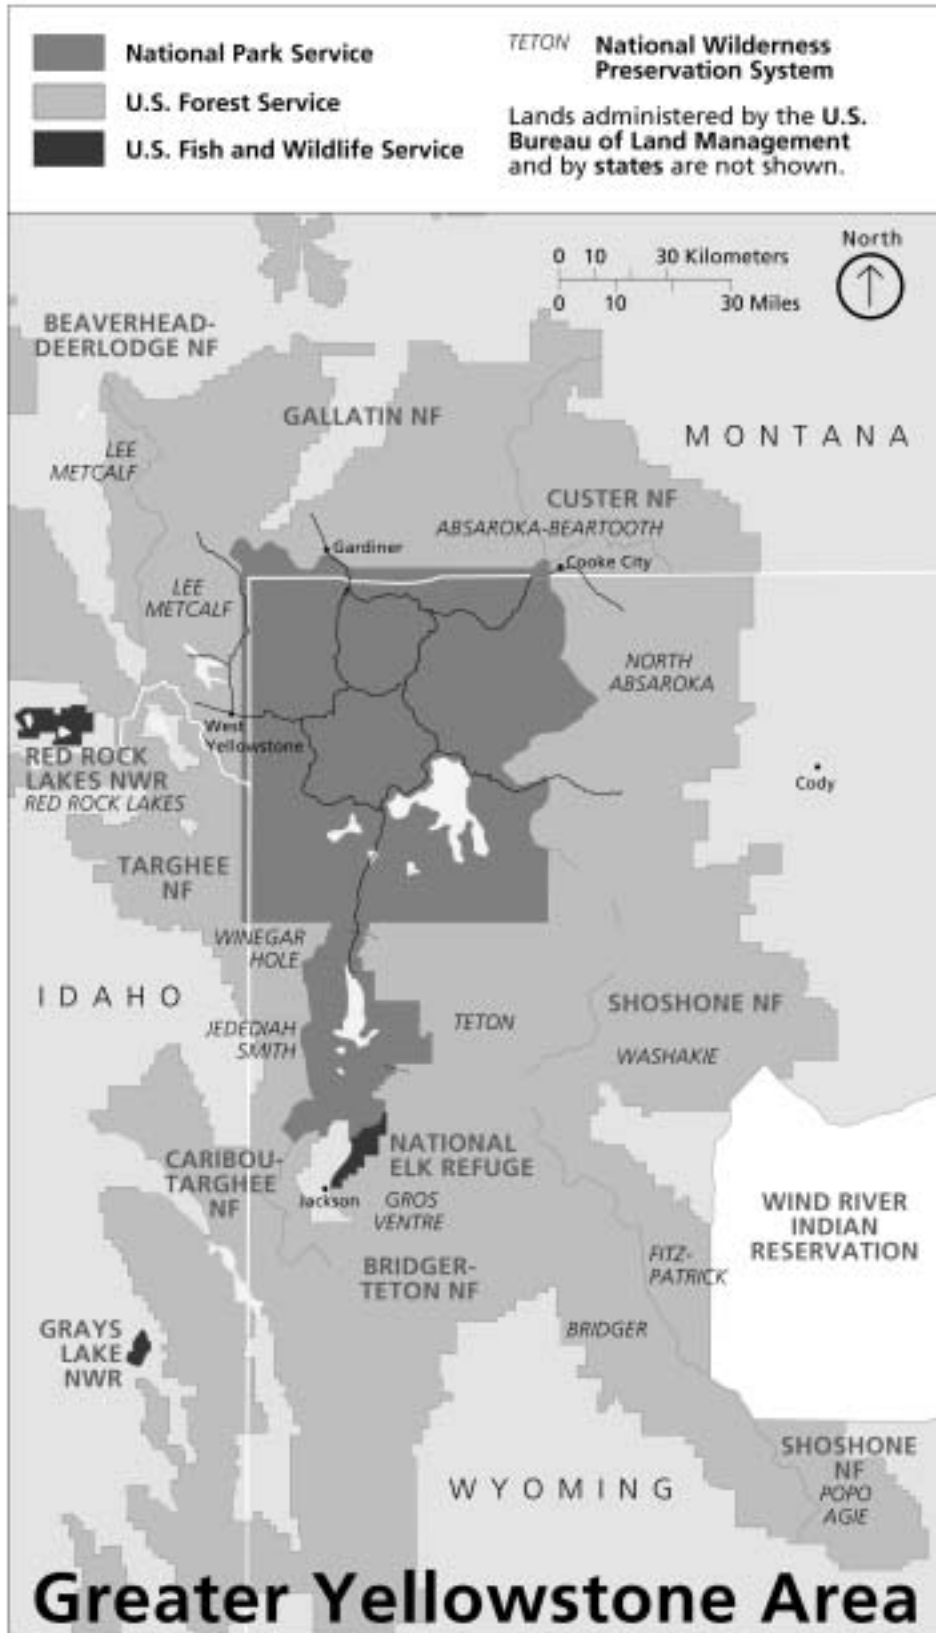 National Park Service
U.S. Forest Service
U.S. Fish and Wildlife Service
TETON National Wilderness
Preservation System
Lands administered by the U.S.
Bureau of Land Management
and by states are not shown.
0 10 30 Kilometers
0 10 30 Miles
North
BEAVERHEAD-
DEERLODGE NF
GALLATIN NF
MONTANA
LEE
METCALF
CUSTER NF
ABSAROKA-BEARTOOTH
Gardiner
Cooke City
LEE
METCALF
NORTH
ABSAROKA
West
Yellowstone
RED ROCK
LAKES NWR
RED ROCK LAKES
Cody
TARGHEE
NF
WINEGAR
HOLE
IDAHO
SHOSHONE NF
JEDEDIAH
SMITH
TETON
WASHAKIE
NATIONAL
ELK REFUGE
CARIBOU-
TARGHEE
NF
Jackson
GROS
VENTRE
WIND RIVER
INDIAN
RESERVATION
BRIDGER-
TETON NF
FITZ-
PATRICK
BRIDGER
GRAYS
LAKE
NWR
SHOSHONE
NF
POPO
AGIE
WYOMING
Greater Yellowstone Area